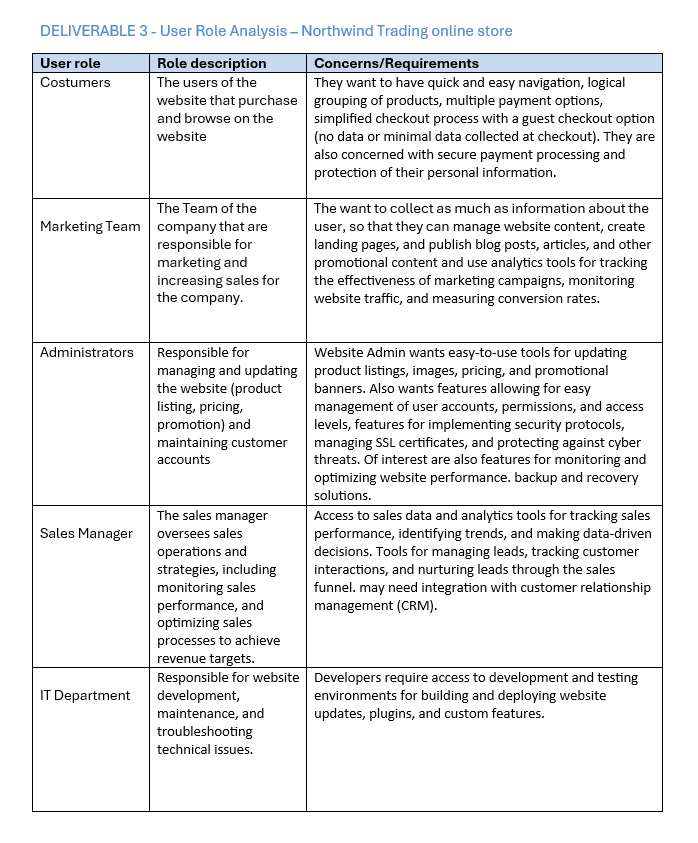 DELIVERABLE 3 - User Role Analysis – Northwind Trading online store
User role
Role description
Concerns/Requirements
Costumers
The users of the
website that purchase
and browse on the
website
They want to have quick and easy navigation, logical
grouping of products, multiple payment options,
simplified checkout process with a guest checkout option
(no data or minimal data collected at checkout). They are
also concerned with secure payment processing and
protection of their personal information.
Marketing Team
The Team of the
company that are
responsible for
marketing and
increasing sales for
the company.
The want to collect as much as information about the
user, so that they can manage website content, create
landing pages, and publish blog posts, articles, and other
promotional content and use analytics tools for tracking
the effectiveness of marketing campaigns, monitoring
website traffic, and measuring conversion rates.
Administrators
Responsible for
managing and updating
the website (product
listing, pricing,
promotion) and
maintaining customer
accounts
Website Admin wants easy-to-use tools for updating
product listings, images, pricing, and promotional
banners. Also wants features allowing for easy
management of user accounts, permissions, and access
levels, features for implementing security protocols,
managing SSL certificates, and protecting against cyber
threats. Of interest are also features for monitoring and
optimizing website performance. backup and recovery
solutions.
Sales Manager
The sales manager
oversees sales
operations and
strategies, including
monitoring sales
performance, and
optimizing sales
processes to achieve
revenue targets.
Access to sales data and analytics tools for tracking sales
performance, identifying trends, and making data-driven
decisions. Tools for managing leads, tracking customer
interactions, and nurturing leads through the sales
funnel. may need integration with customer relationship
management (CRM).
IT Department
Responsible for website
development,
maintenance, and
troubleshooting
technical issues.
Developers require access to development and testing
environments for building and deploying website
updates, plugins, and custom features.